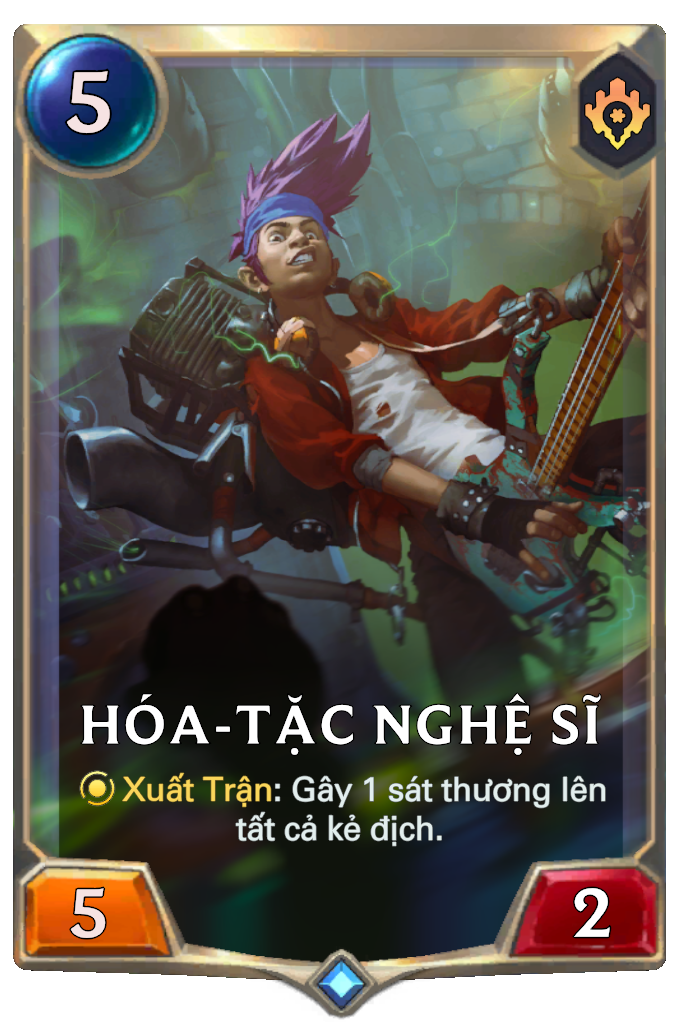 5
HÓA-TẶC NGHỆ SĨ
Xuất Trận: Gây 1 sát thương lên
tất cả kẻ địch.
5
2